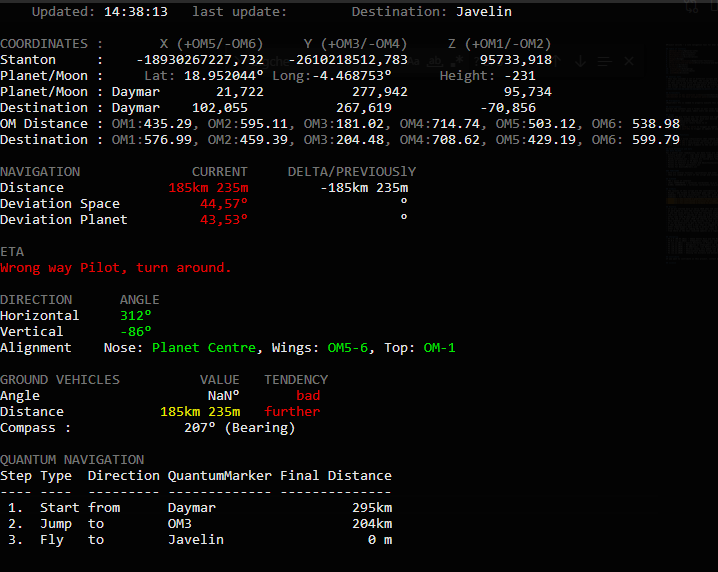 Updated: 14:38:13 last update: Destination: Javelin
COORDINATES : X (+OM5/-OM6) Y (+OM3/-OM4) Z (+OM1/-OM2)
Stanton : -18930267227,732 -2610218512,783 95733,918
Planet/Moon : Lat: 18.952044º Long:-4.468753º Height: -231
Planet/Moon : Daymar 21,722 277,942 95,734
Destination : Daymar 102,055 267,619 -70,856
OM Distance : OM1:435.29, OM2:595.11, OM3:181.02, OM4:714.74, OM5:503.12, OM6: 538.98
Destination : OM1:576.99, OM2:459.39, OM3:204.48, OM4:708.62, OM5:429.19, OM6: 599.79
NAVIGATION CURRENT DELTA/PREVIOUSlY
Distance 185km 235m -185km 235m
Deviation Space 44,57º º
Deviation Planet 43,53º º
ETA
Wrong way Pilot, turn around.
DIRECTION ANGLE
Horizontal 312º
Vertical -86º
Alignment Nose: Planet Centre, Wings: OM5-6, Top: OM-1
GROUND VEHICLES VALUE TENDENCY
Angle NaNº bad
Distance 185km 235m further
Compass : 207º (Bearing)
QUANTUM NAVIGATION
Step Type Direction QuantumMarker Final Distance
---- ---- --------- ------------- --------------
1. Start from Daymar 295km
2. Jump to OM3 204km
3. Fly to Javelin 0 m